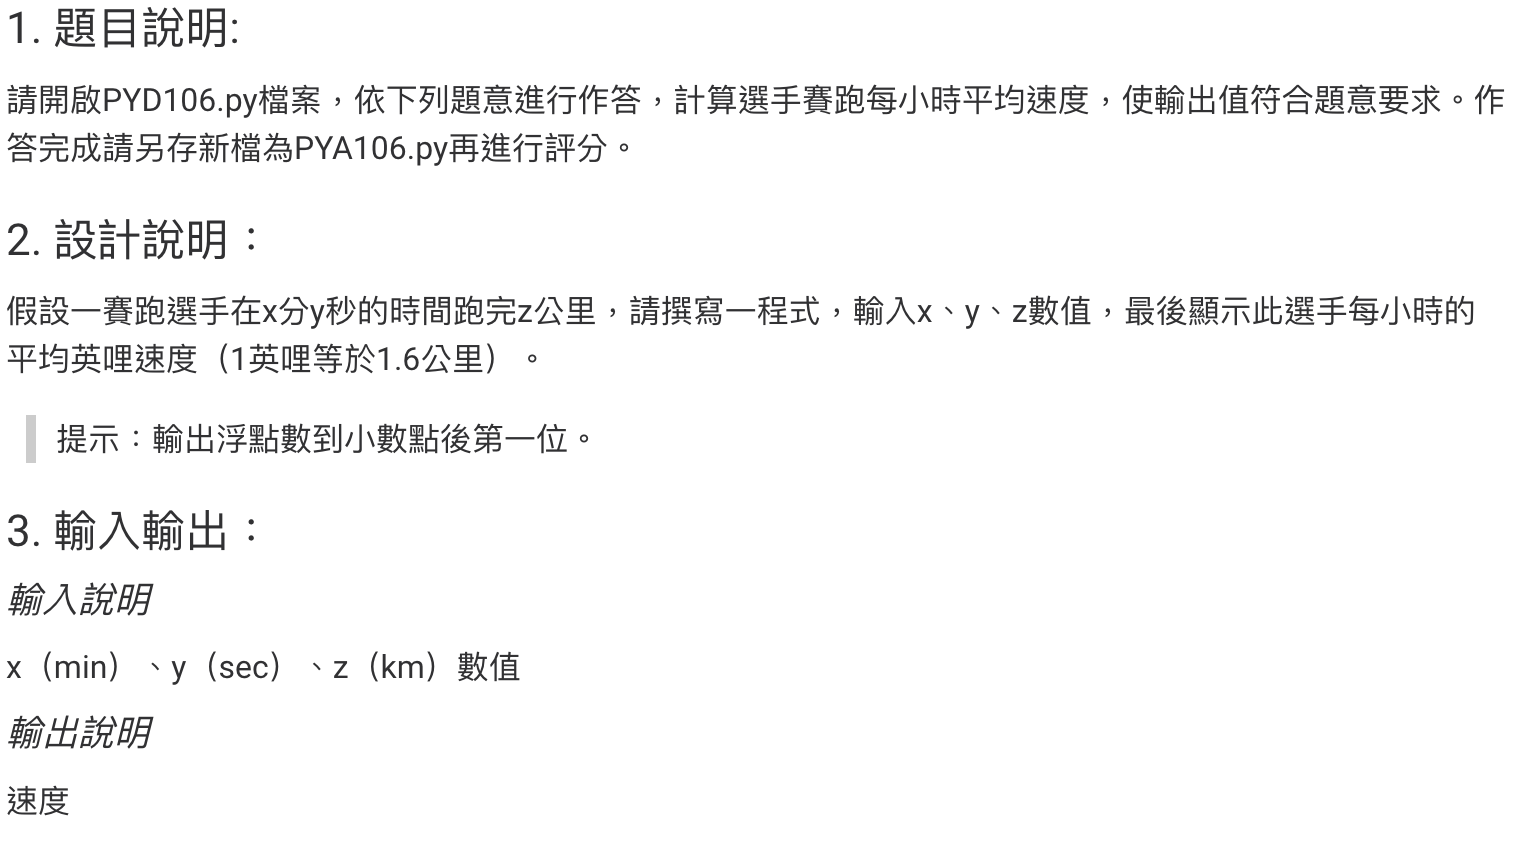 1. 題目說明:
請開啟PYD106.py檔案，依下列題意進行作答，計算選手賽跑每小時平均速度，使輸出值符合題意要求。作
答完成請另存新檔為PYA106.py再進行評分。
2. 設計說明：
假設一賽跑選手在x分y秒的時間跑完z公里，請撰寫一程式，輸入x、y、z數值，最後顯示此選手每小時的
平均英哩速度（1英哩等於1.6公里）。
提示：輸出浮點數到小數點後第一位。
3. 輸入輸出：
輸入說明
x（min）、y（sec）、z（km）數值
輸出說明
速度